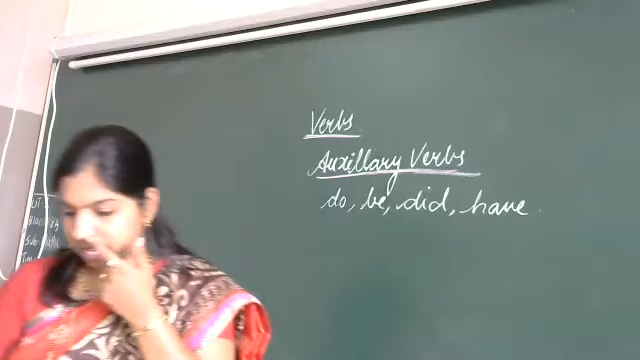 Verbs
Auxillary Verbs
do, be, did, have.